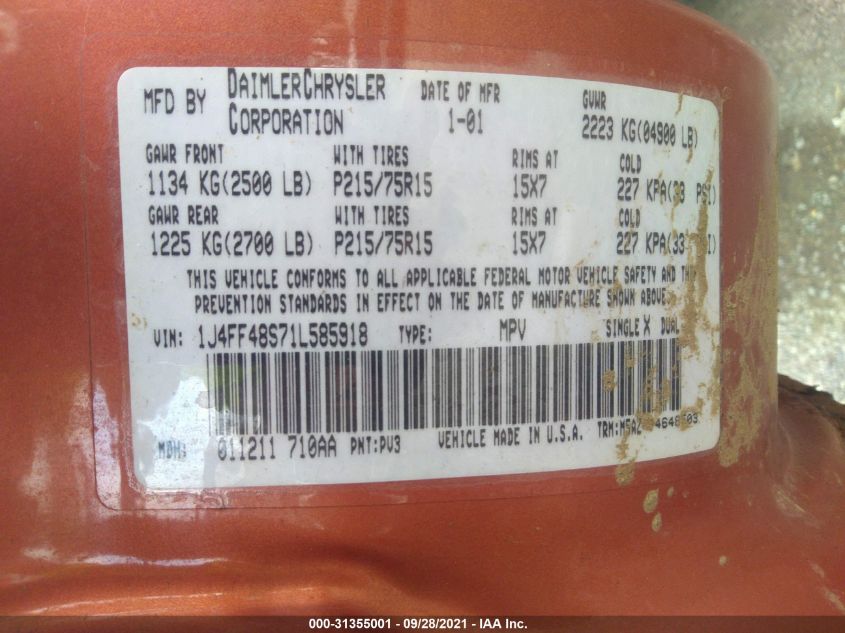 MFD BY DAIMLERCHRYSLER CORPORATION DATE OF MFR 1-01 GVWR 2223 KG(04900 LB)
GAWR FRONT WITH TIRES RIMS AT COLD
1134 KG(2500 LB) P215/75R15 15X7 227 KPA(33 PSI)
GAWR REAR WITH TIRES RIMS AT COLD
1225 KG(2700 LB) P215/75R15 15X7 227 KPA(33
THIS VEHICLE CONFORMS TO ALL APPLICABLE FEDERAL MOTOR VEHICLE SAFETY AND
PREVENTION STANDARDS IN EFFECT ON THE DATE OF MANUFACTURE SHOWN ABOVE.
VIN: 1J4FF48S71L585918 TYPE: MPV SINGLE X DUAL
MDH: 011211 710AA PNT:PV3 VEHICLE MADE IN U.S.A. TRM:M5AZ
000-31355001 - 09/28/2021 - IAA Inc.